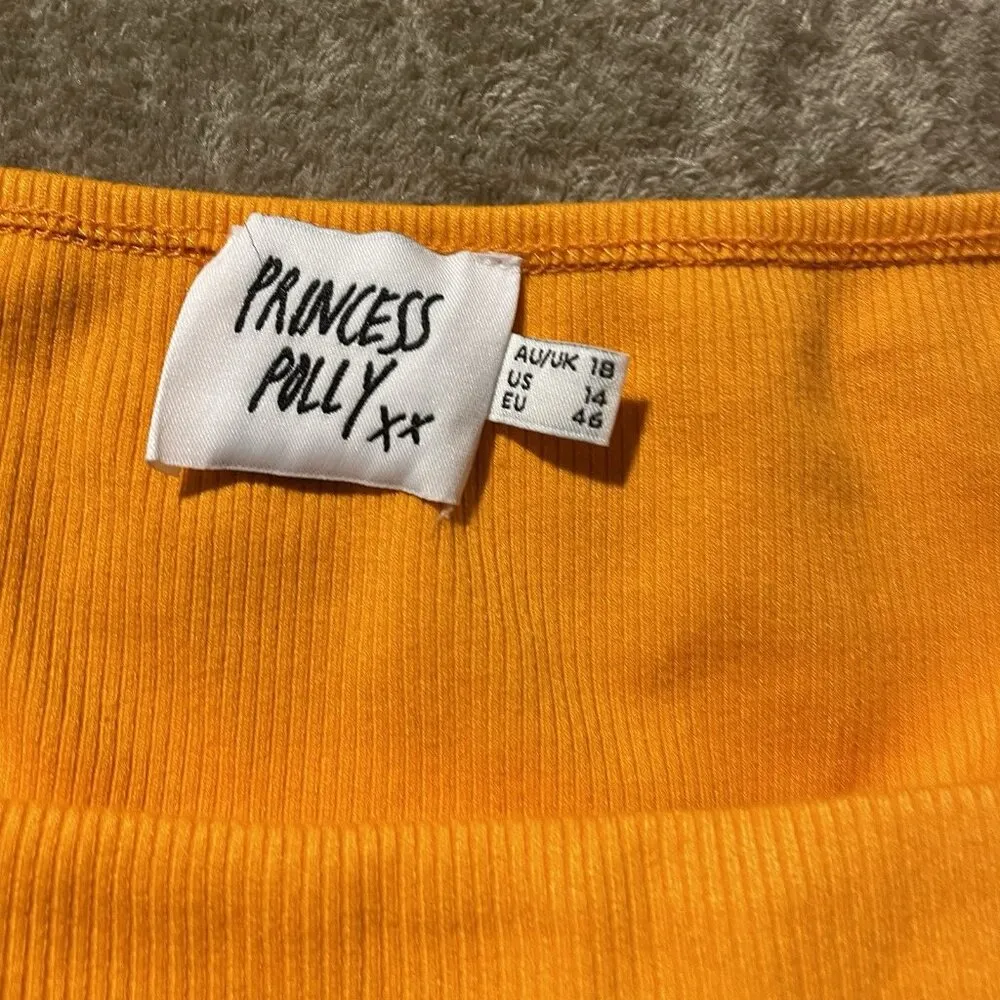 PRINCESS
POLLY xx
AU/UK 18
US 14
EU 46